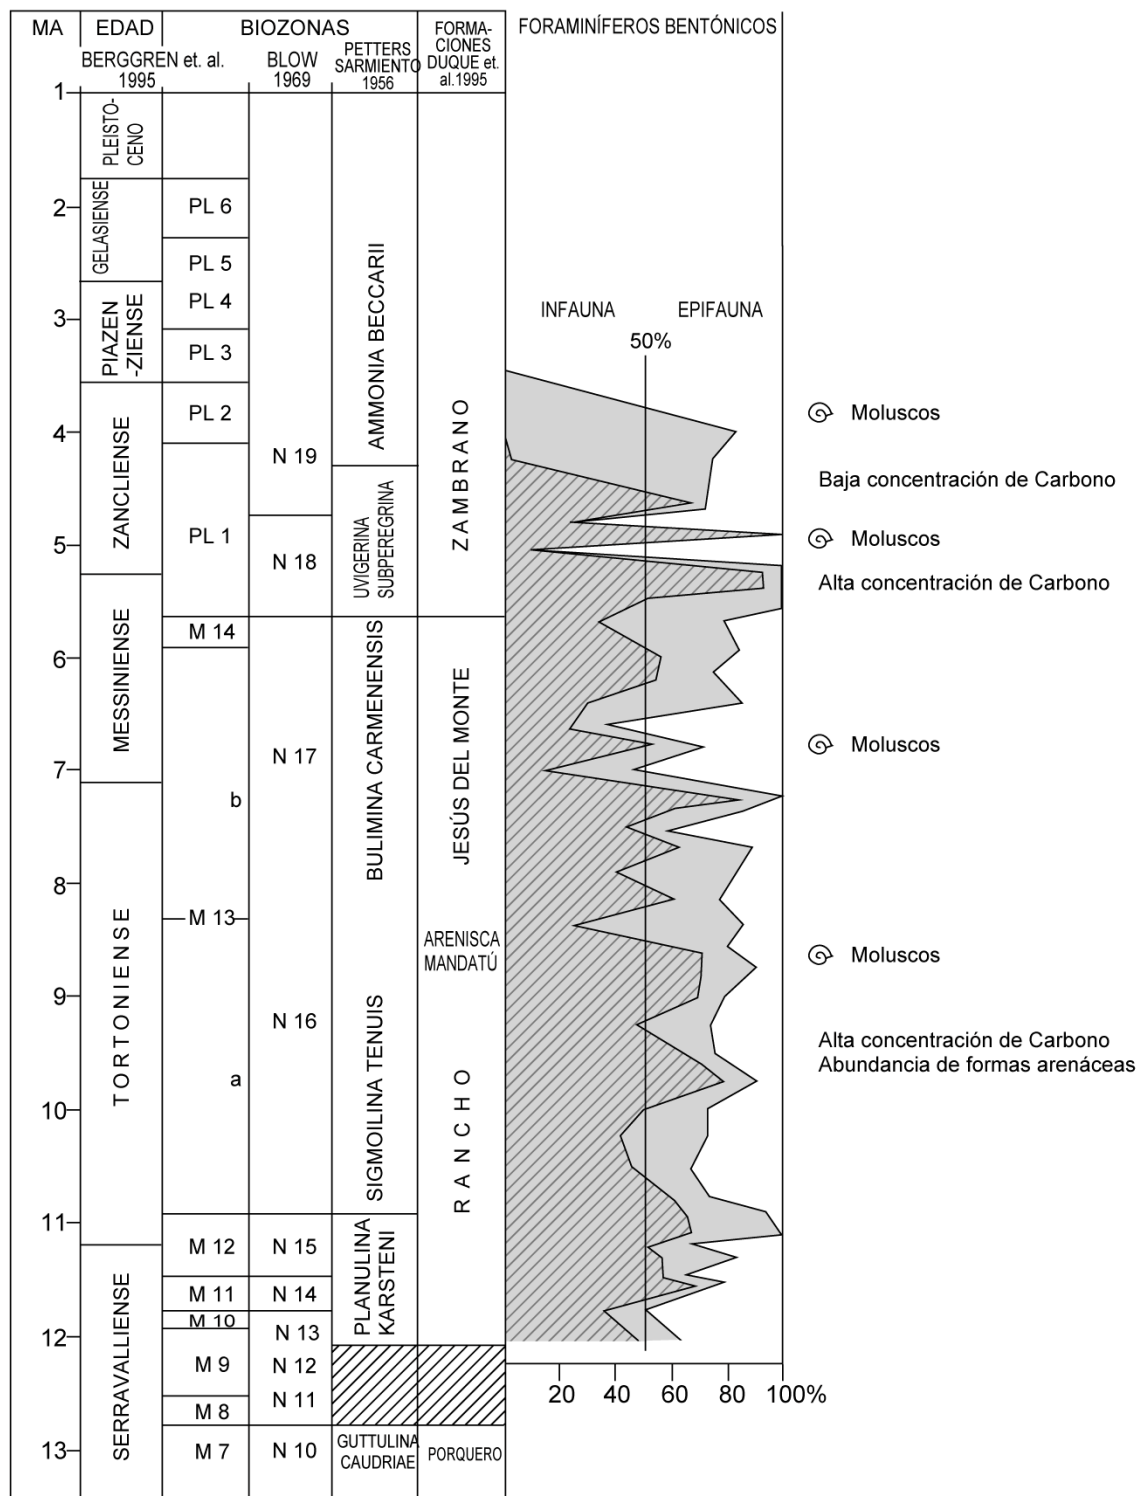 MA
EDAD
BIOZONAS
FORMA-
CIONES
DUQUE et.
al.1995
FORAMINÍFEROS BENTÓNICOS
BERGGREN et. al.
1995
BLOW
1969
PETTERS
SARMIENTO
1956
1
2
3
4
5
6
7
8
9
10
11
12
13
PLEISTO-
CENO
GELASIENSE
PIAZEN
-ZIENSE
ZANCLIENSE
MESSINIENSE
TORTONIENSE
SERRAVALLIENSE
PL 6
PL 5
PL 4
PL 3
PL 2
PL 1
M 14
b
M 13
a
M 12
M 11
M 10
M 9
M 8
M 7
N 19
N 18
N 17
N 16
N 15
N 14
N 13
N 12
N 11
N 10
AMMONIA BECCARII
UVIGERINA
SUBPEREGRINA
BULIMINA CARMENENSIS
SIGMOILINA TENUIS
PLANULINA
KARSTENI
GUTTULINA
CAUDRIAE
ZAMBRANO
JESÚS DEL MONTE
ARENISCA
MANDATÚ
RANCHO
PORQUERO
INFAUNA
EPIFAUNA
50%
20
40
60
80
100%
Moluscos
Baja concentración de Carbono
Moluscos
Alta concentración de Carbono
Moluscos
Moluscos
Alta concentración de Carbono
Abundancia de formas arenáceas